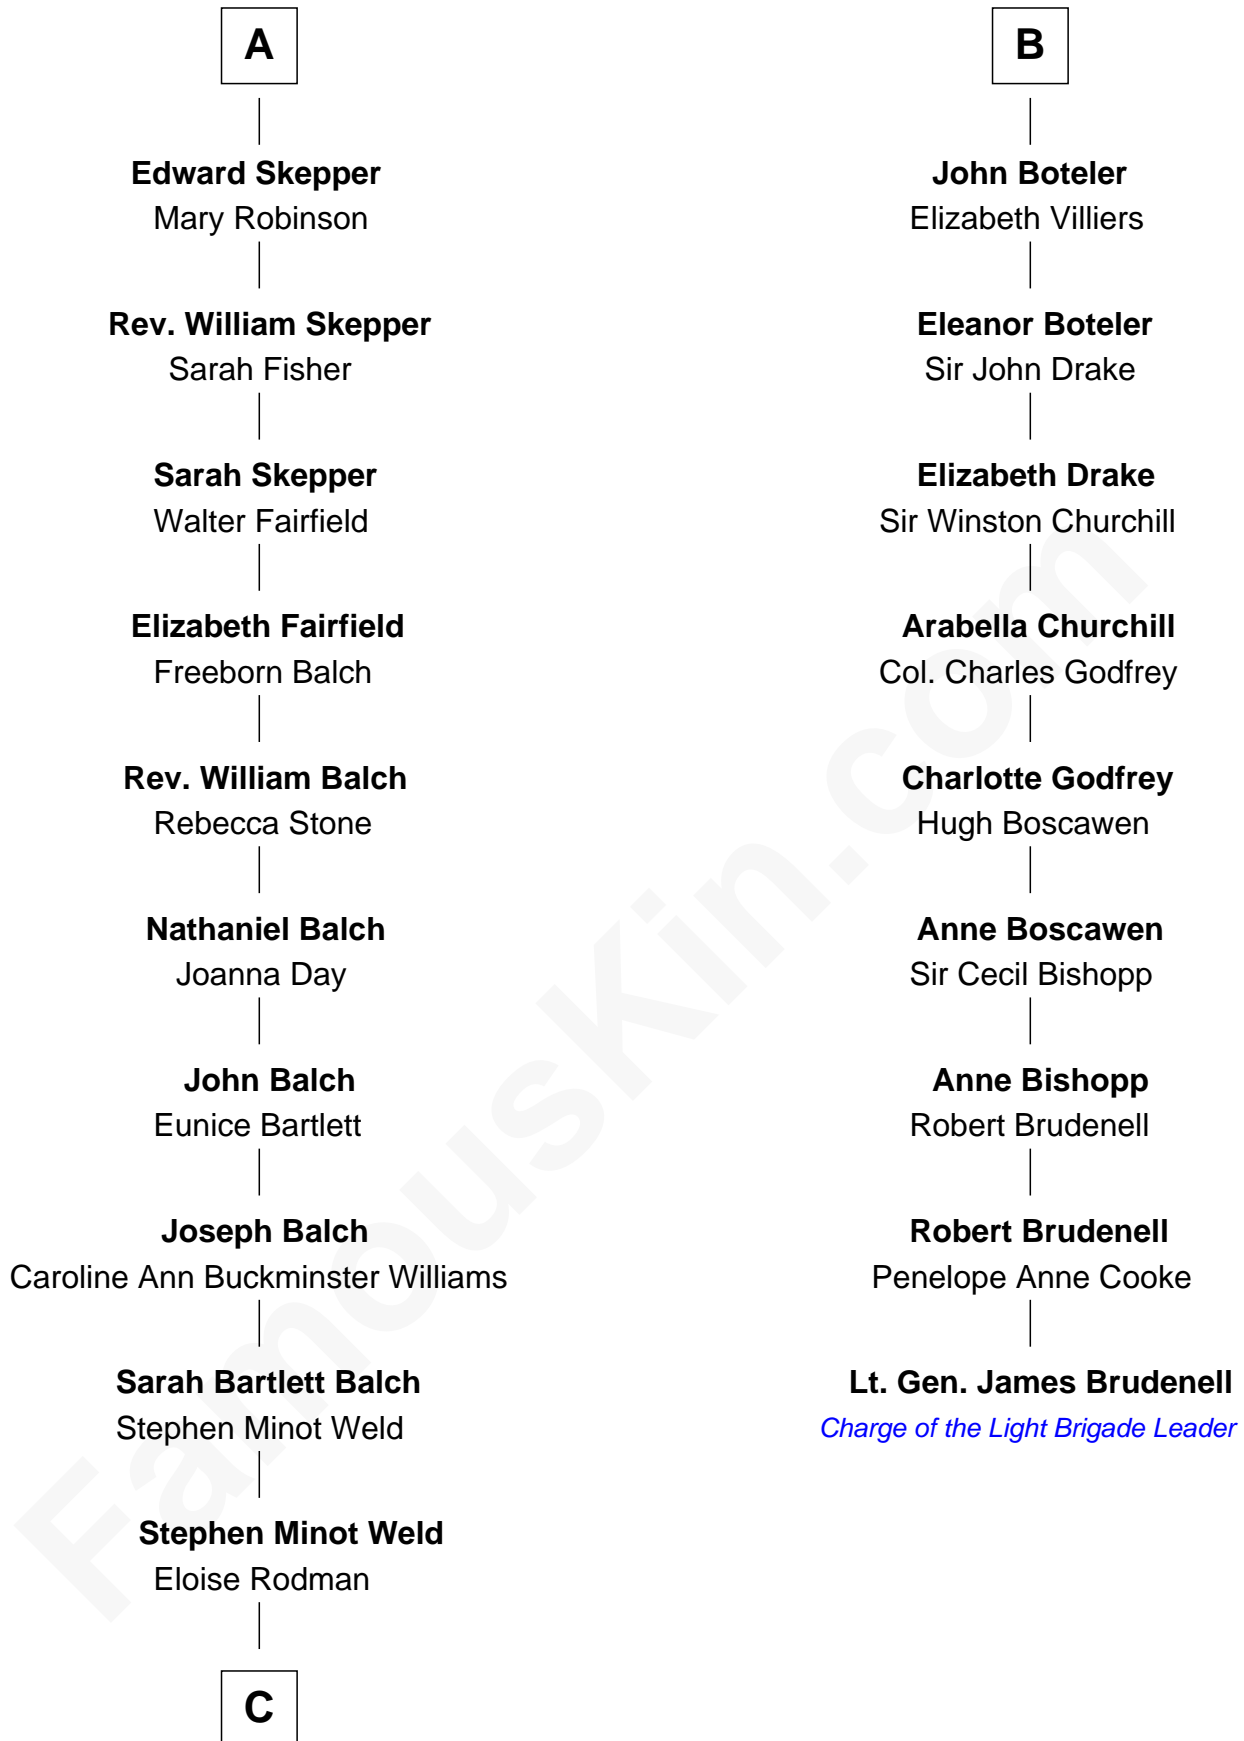 A
Edward Skepper
Mary Robinson
Rev. William Skepper
Sarah Fisher
Sarah Skepper
Walter Fairfield
Elizabeth Fairfield
Freeborn Balch
Rev. William Balch
Rebecca Stone
Nathaniel Balch
Joanna Day
John Balch
Eunice Bartlett
Joseph Balch
Caroline Ann Buckminster Williams
Sarah Bartlett Balch
Stephen Minot Weld
Stephen Minot Weld
Eloise Rodman
C
B
John Boteler
Elizabeth Villiers
Eleanor Boteler
Sir John Drake
Elizabeth Drake
Sir Winston Churchill
Arabella Churchill
Col. Charles Godfrey
Charlotte Godfrey
Hugh Boscawen
Anne Boscawen
Sir Cecil Bishopp
Anne Bishopp
Robert Brudenell
Robert Brudenell
Penelope Anne Cooke
Lt. Gen. James Brudenell
Charge of the Light Brigade Leader
FamousKin.com